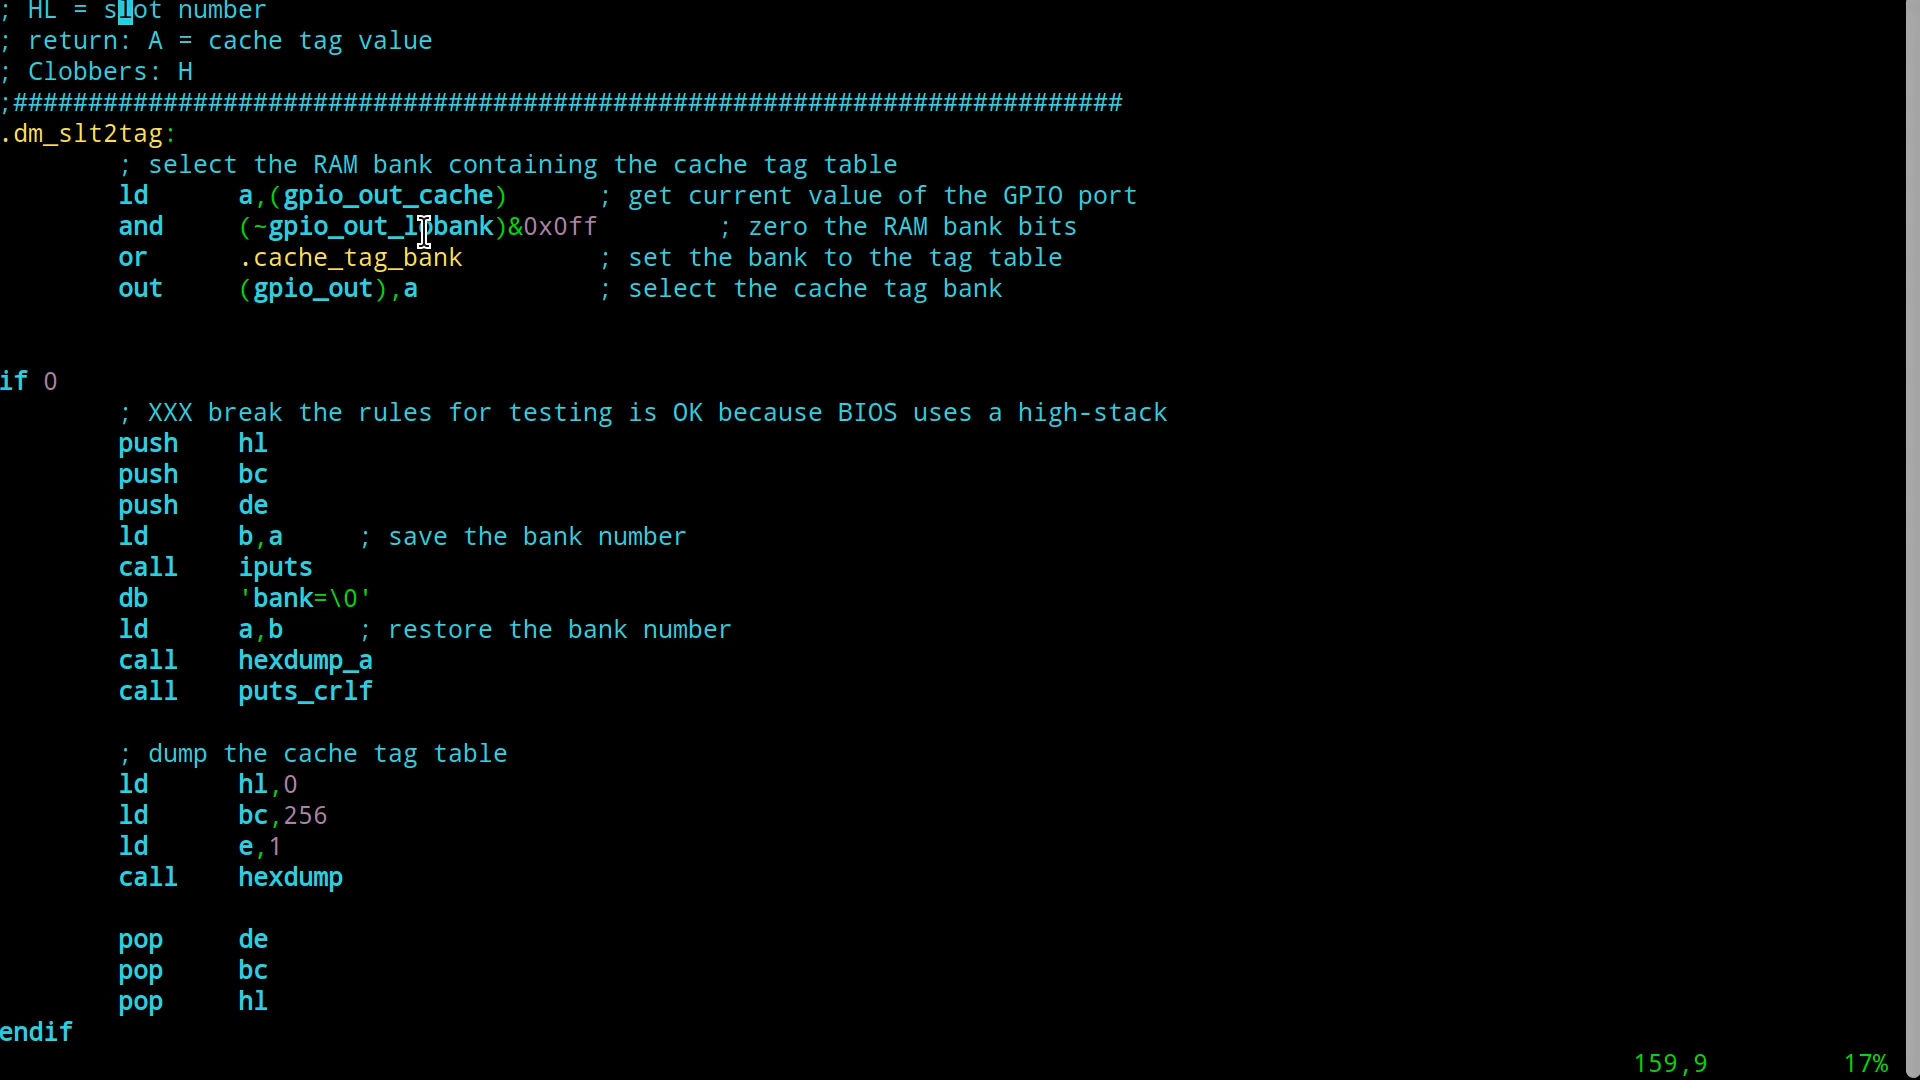 ; HL = slot number
; return: A = cache tag value
; Clobbers: H
;##########################################################################
.dm_slt2tag:
; select the RAM bank containing the cache tag table
ld a,(gpio_out_cache) ; get current value of the GPIO port
and (~gpio_out_lobank)&0x0ff ; zero the RAM bank bits
or .cache_tag_bank ; set the bank to the tag table
out (gpio_out),a ; select the cache tag bank
if 0
; XXX break the rules for testing is OK because BIOS uses a high-stack
push hl
push bc
push de
ld b,a ; save the bank number
call iputs
db 'bank=\0'
ld a,b ; restore the bank number
call hexdump_a
call puts_crlf
; dump the cache tag table
ld hl,0
ld bc,256
ld e,1
call hexdump
pop de
pop bc
pop hl
endif
159,9 17%